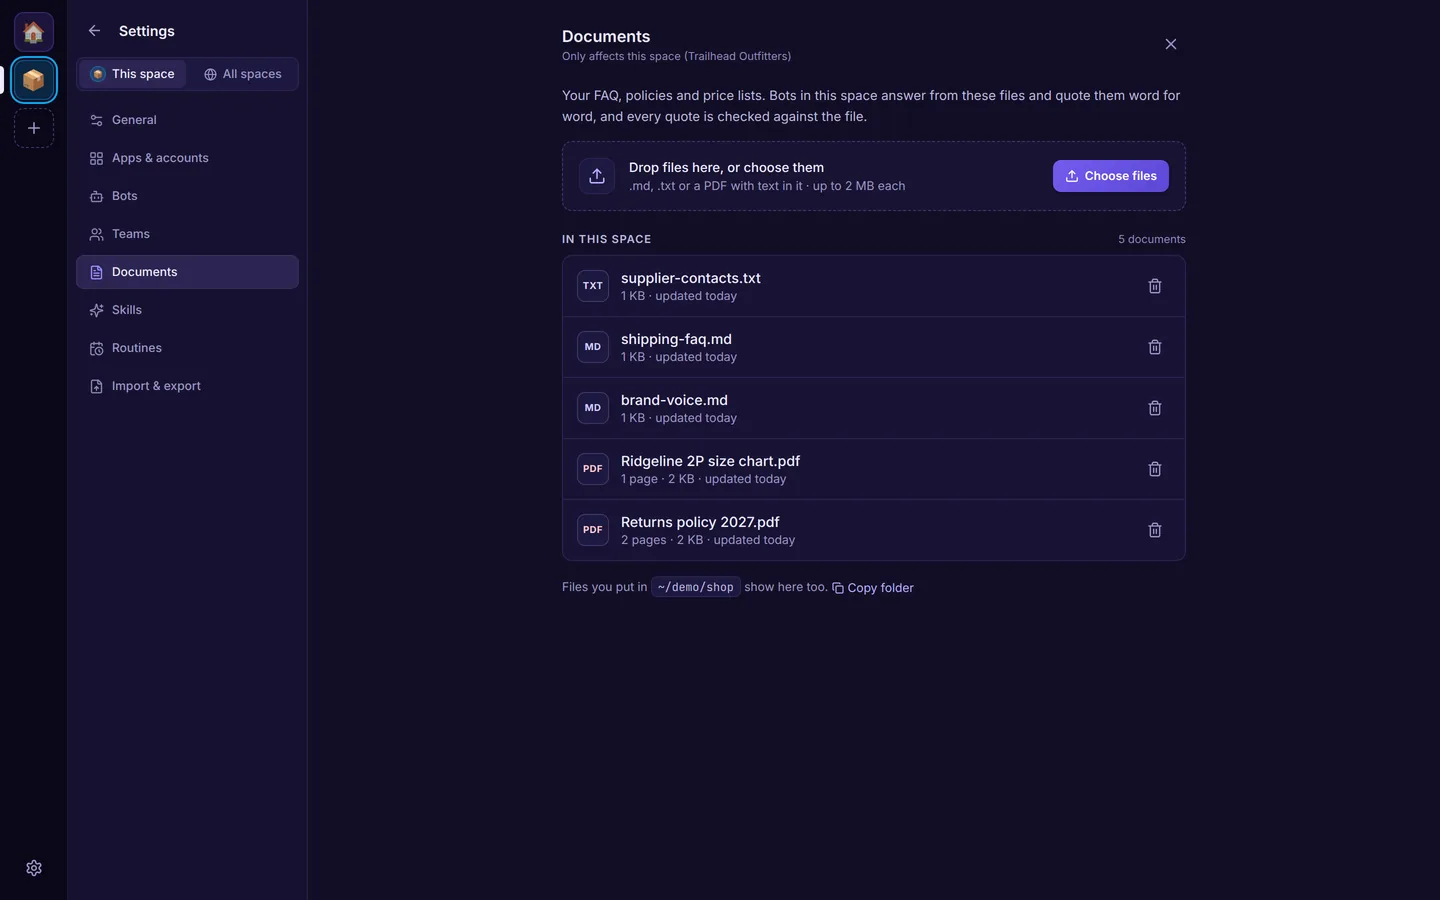 Settings
This space
All spaces
General
Apps & accounts
Bots
Teams
Documents
Skills
Routines
Import & export
Documents
Only affects this space (Trailhead Outfitters)
Your FAQ, policies and price lists. Bots in this space answer from these files and quote them word for
word, and every quote is checked against the file.
Drop files here, or choose them
.md, .txt or a PDF with text in it · up to 2 MB each
Choose files
IN THIS SPACE
5 documents
TXT
supplier-contacts.txt
1 KB · updated today
MD
shipping-faq.md
1 KB · updated today
MD
brand-voice.md
1 KB · updated today
PDF
Ridgeline 2P size chart.pdf
1 page · 2 KB · updated today
PDF
Returns policy 2027.pdf
2 pages · 2 KB · updated today
Files you put in ~/demo/shop show here too. Copy folder